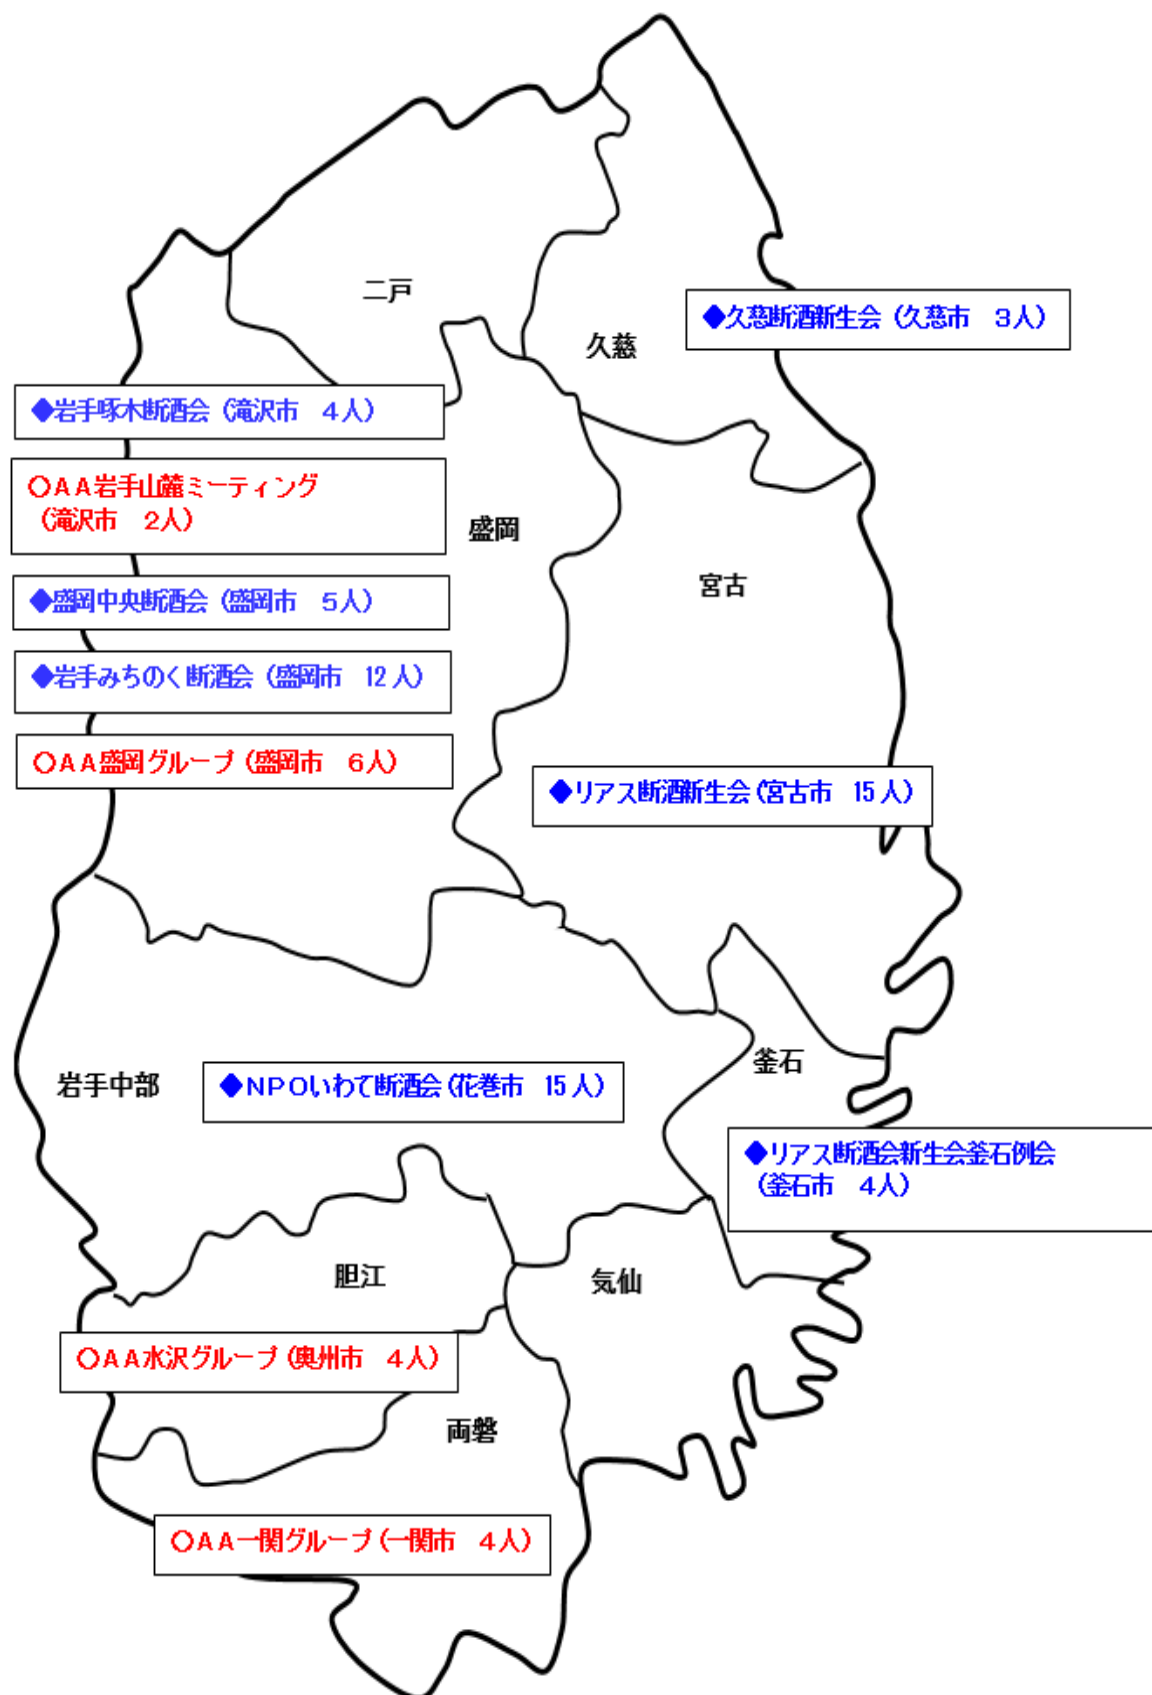 二戸
久慈
◆久慈断酒新生会（久慈市　３人）
◆岩手啄木断酒会（滝沢市　４人）
○ＡＡ岩手山麓ミーティング
（滝沢市　２人）
盛岡
◆盛岡中央断酒会（盛岡市　５人）
宮古
◆岩手みちのく断酒会（盛岡市　12人）
○ＡＡ盛岡グループ（盛岡市　６人）
◆リアス断酒新生会（宮古市　15人）
岩手中部
◆ＮＰＯいわて断酒会（花巻市　15人）
釜石
◆リアス断酒会新生会釜石例会
（釜石市　４人）
胆江
気仙
○ＡＡ水沢グループ（奥州市　４人）
両磐
○ＡＡ一関グループ（一関市　４人）